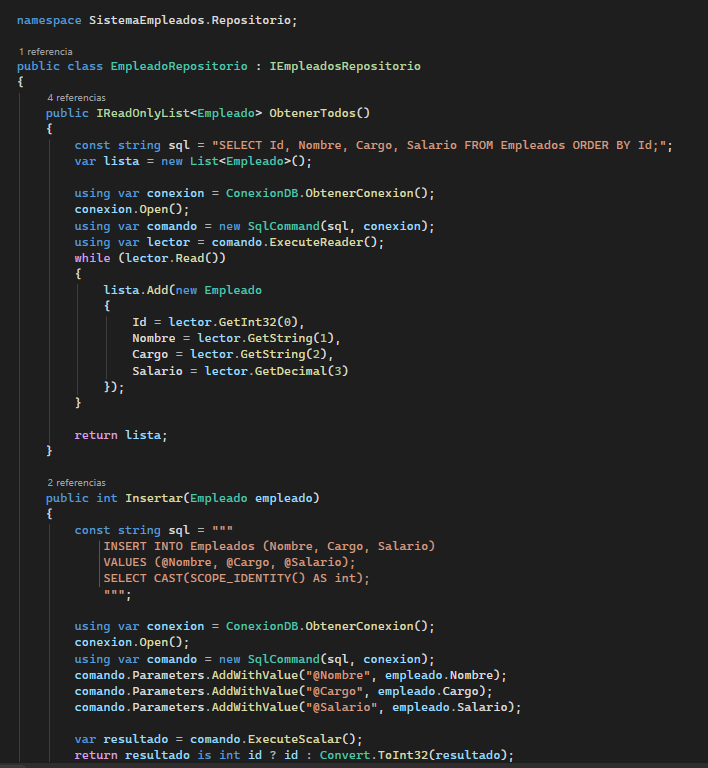 namespace SistemaEmpleados.Repositorio;
1 referencia
public class EmpleadoRepositorio : IEmpleadosRepositorio
{
4 referencias
public IReadOnlyList<Empleado> ObtenerTodos()
{
const string sql = "SELECT Id, Nombre, Cargo, Salario FROM Empleados ORDER BY Id;";
var lista = new List<Empleado>();
using var conexion = ConexionDB.ObtenerConexion();
conexion.Open();
using var comando = new SqlCommand(sql, conexion);
using var lector = comando.ExecuteReader();
while (lector.Read())
{
lista.Add(new Empleado
{
Id = lector.GetInt32(0),
Nombre = lector.GetString(1),
Cargo = lector.GetString(2),
Salario = lector.GetDecimal(3)
});
}
return lista;
}
2 referencias
public int Insertar(Empleado empleado)
{
const string sql = """
INSERT INTO Empleados (Nombre, Cargo, Salario)
VALUES (@Nombre, @Cargo, @Salario);
SELECT CAST(SCOPE_IDENTITY() AS int);
""";
using var conexion = ConexionDB.ObtenerConexion();
conexion.Open();
using var comando = new SqlCommand(sql, conexion);
comando.Parameters.AddWithValue("@Nombre", empleado.Nombre);
comando.Parameters.AddWithValue("@Cargo", empleado.Cargo);
comando.Parameters.AddWithValue("@Salario", empleado.Salario);
var resultado = comando.ExecuteScalar();
return resultado is int id ? id : Convert.ToInt32(resultado);